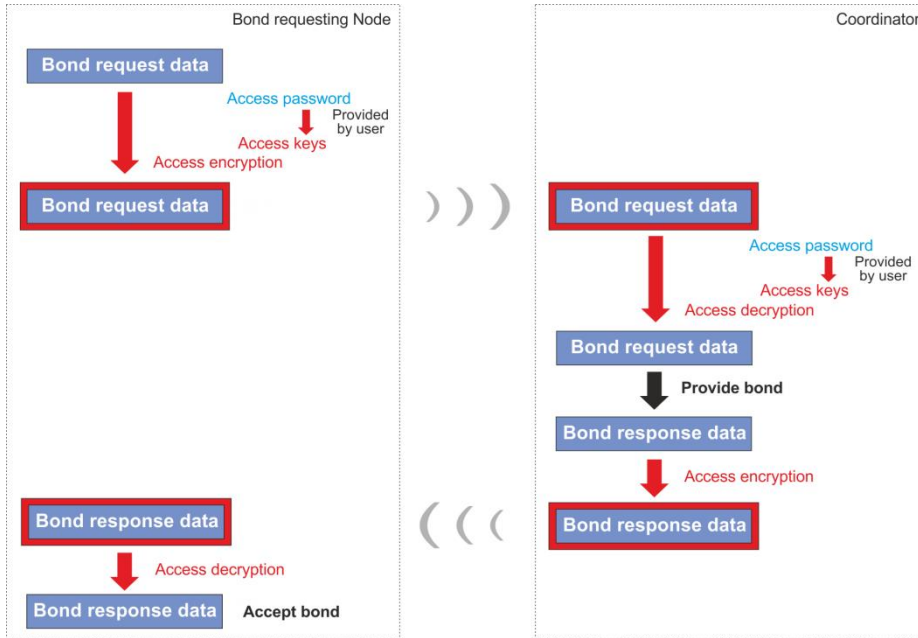 Bond requesting Node
Bond request data
Access password
Provided
by user
Access keys
Access encryption
Bond request data
Bond response data
Access decryption
Bond response data
Accept bond
Coordinator
Bond request data
Access password
Provided
by user
Access keys
Access decryption
Bond request data
Provide bond
Bond response data
Access encryption
Bond response data